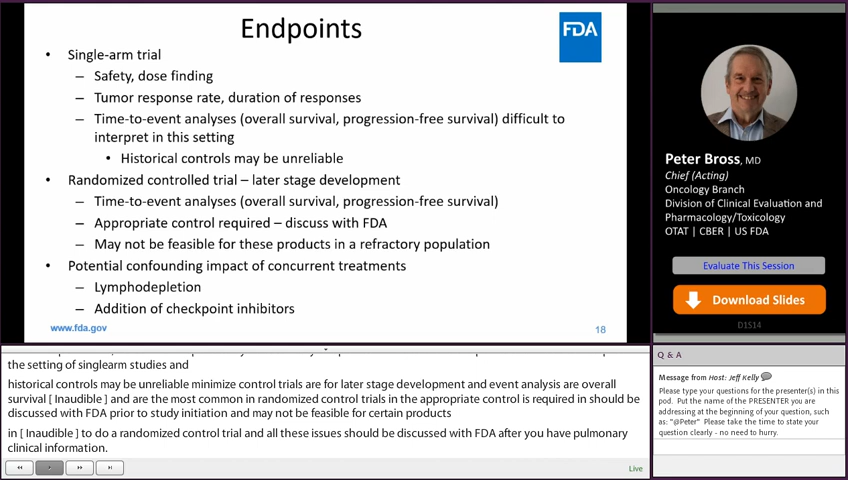 Endpoints
FDA
• Single-arm trial
– Safety, dose finding
– Tumor response rate, duration of responses
– Time-to-event analyses (overall survival, progression-free survival) difficult to
interpret in this setting
• Historical controls may be unreliable
• Randomized controlled trial – later stage development
– Time-to-event analyses (overall survival, progression-free survival)
– Appropriate control required – discuss with FDA
– May not be feasible for these products in a refractory population
• Potential confounding impact of concurrent treatments
– Lymphodepletion
– Addition of checkpoint inhibitors
www.fda.gov
18
Peter Bross, MD
Chief (Acting)
Oncology Branch
Division of Clinical Evaluation and
Pharmacology/Toxicology
OTAT | CBER | US FDA
Evaluate This Session
Download Slides
D1S14
the setting of singlearm studies and
historical controls may be unreliable minimize control trials are for later stage development and event analysis are overall
survival [ Inaudible ] and are the most common in randomized control trials in the appropriate control is required in should be
discussed with FDA prior to study initiation and may not be feasible for certain products
in [ Inaudible ] to do a randomized control trial and all these issues should be discussed with FDA after you have pulmonary
clinical information.
Live
Q & A
Message from Host: Jeff Kelly
Please type your questions for the presenter(s) in this
pod. Put the name of the PRESENTER you are
addressing at the beginning of your question, such
as: "@Peter" Please take the time to state your
question clearly - no need to hurry.